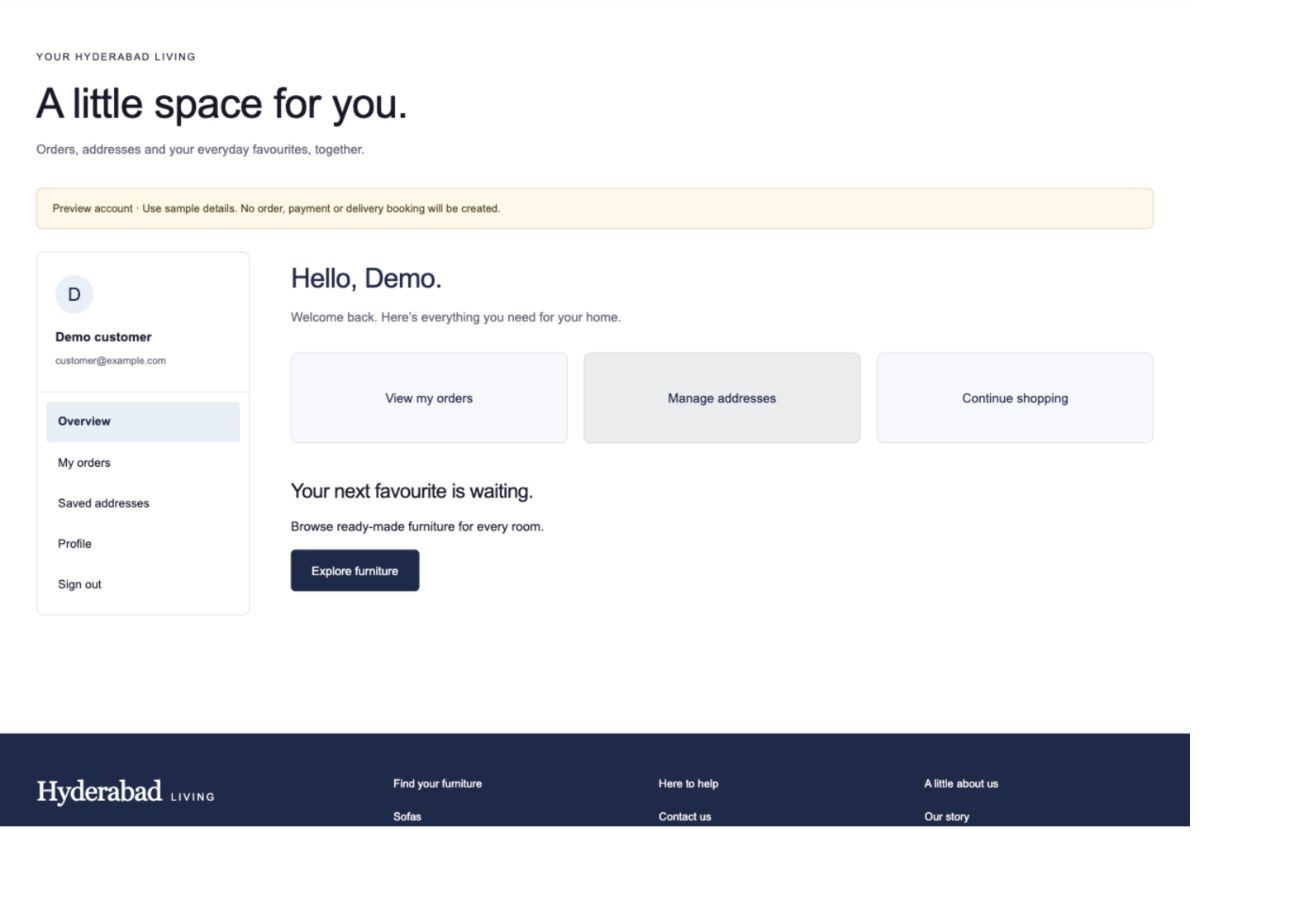 YOUR HYDERABAD LIVING
A little space for you.
Orders, addresses and your everyday favourites, together.
Preview account · Use sample details. No order, payment or delivery booking will be created.
D
Demo customer
customer@example.com
Overview
My orders
Saved addresses
Profile
Sign out
Hello, Demo.
Welcome back. Here's everything you need for your home.
View my orders
Manage addresses
Continue shopping
Your next favourite is waiting.
Browse ready-made furniture for every room.
Explore furniture
Hyderabad LIVING
Find your furniture
Sofas
Here to help
Contact us
A little about us
Our story